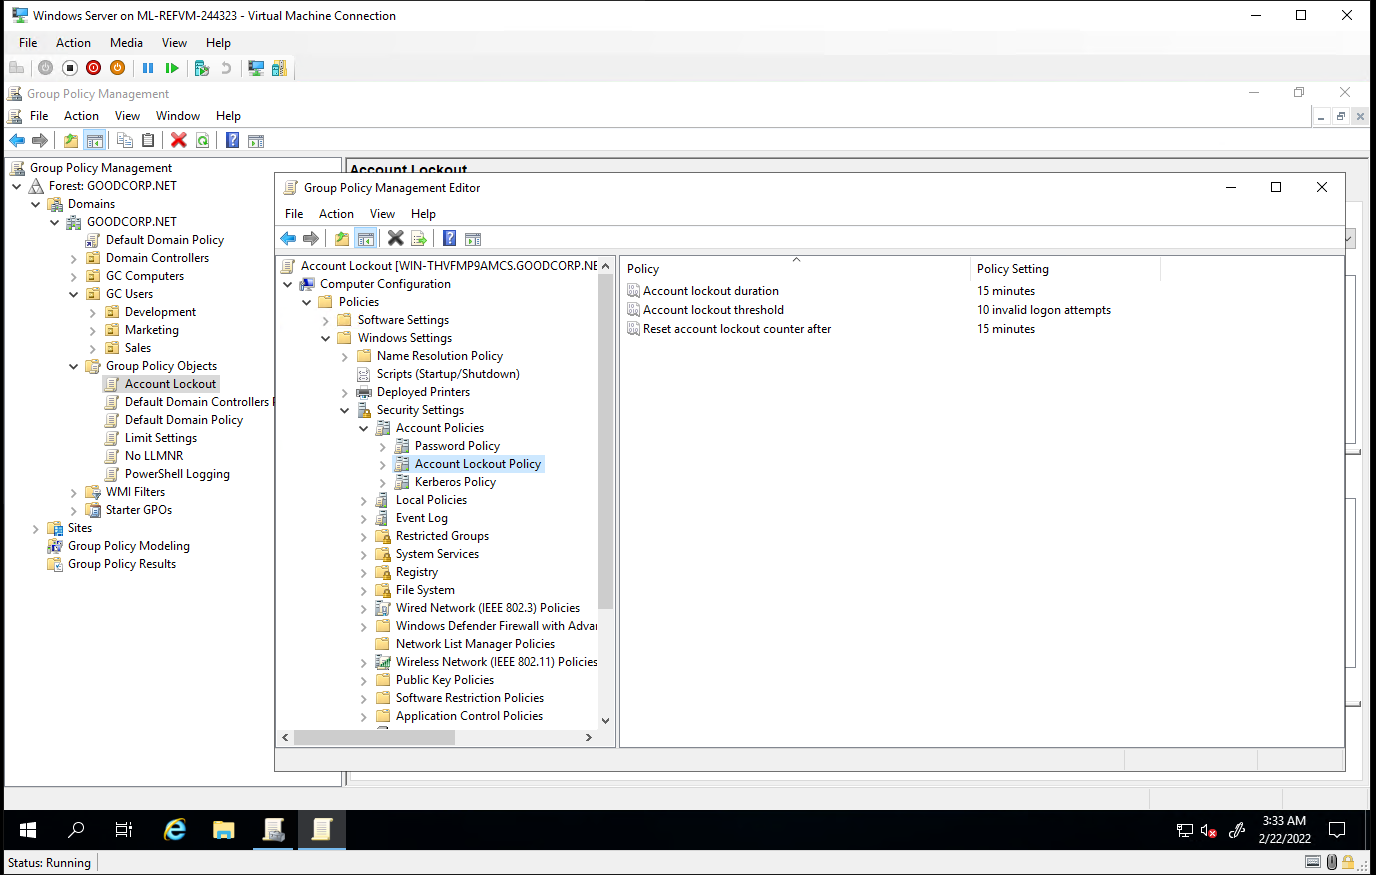 Windows Server on ML-REFVM-244323 - Virtual Machine Connection
File Action Media View Help
Group Policy Management
File Action View Window Help
Group Policy Management
Forest: GOODCORP.NET
Domains
GOODCORP.NET
Default Domain Policy
Domain Controllers
GC Computers
GC Users
Development
Marketing
Sales
Group Policy Objects
Account Lockout
Default Domain Controllers
Default Domain Policy
Limit Settings
No LLMNR
PowerShell Logging
WMI Filters
Starter GPOs
Sites
Group Policy Modeling
Group Policy Results
Account Lockout
Group Policy Management Editor
File Action View Help
Account Lockout [WIN-THVFMP9AMCS.GOODCORP.NE
Computer Configuration
Policies
Software Settings
Windows Settings
Name Resolution Policy
Scripts (Startup/Shutdown)
Deployed Printers
Security Settings
Account Policies
Password Policy
Account Lockout Policy
Kerberos Policy
Local Policies
Event Log
Restricted Groups
System Services
Registry
File System
Wired Network (IEEE 802.3) Policies
Windows Defender Firewall with Advan
Network List Manager Policies
Wireless Network (IEEE 802.11) Policies
Public Key Policies
Software Restriction Policies
Application Control Policies
Policy Policy Setting
Account lockout duration 15 minutes
Account lockout threshold 10 invalid logon attempts
Reset account lockout counter after 15 minutes
3:33 AM
2/22/2022
Status: Running